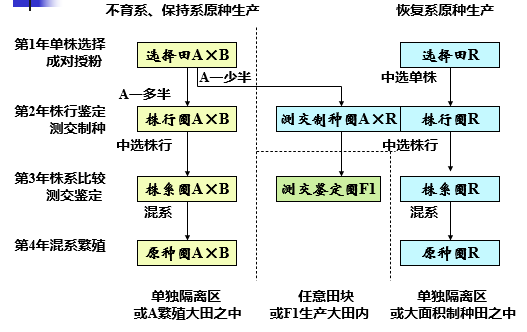 不育系、保持系原种生产
恢复系原种生产
第1年单株选择
成对授粉
选择田A×B
选择田R
A—少半
中选单株
A—多半
第2年株行鉴定
测交制种
株行圃A×B
测交制种圃A×R
株行圃R
中选株行
中选株行
第3年株系比较
测交鉴定
株系圃A×B
测交鉴定圃F1
株系圃R
混系
混系
第4年混系繁殖
原种圃A×B
原种圃R
单独隔离区
或A繁殖大田之中
任意田块
或F1生产大田内
单独隔离区
或大面积制种田之中